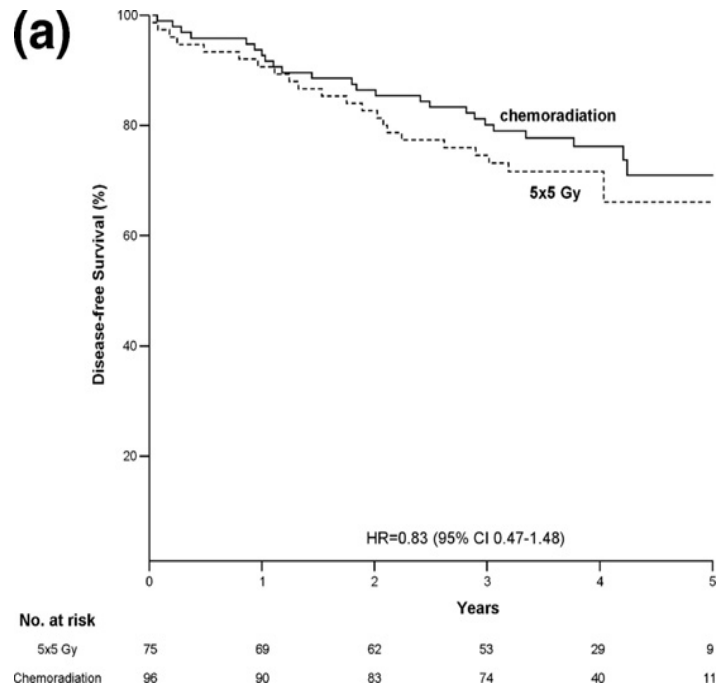 (a)
Disease-free Survival (%)
100
80
60
40
20
chemoradiation
5x5 Gy
HR=0.83 (95% CI 0.47-1.48)
0 1 2 3 4 5
Years
No. at risk
5x5 Gy 75 69 62 53 29 9
Chemoradiation 96 90 83 74 40 11